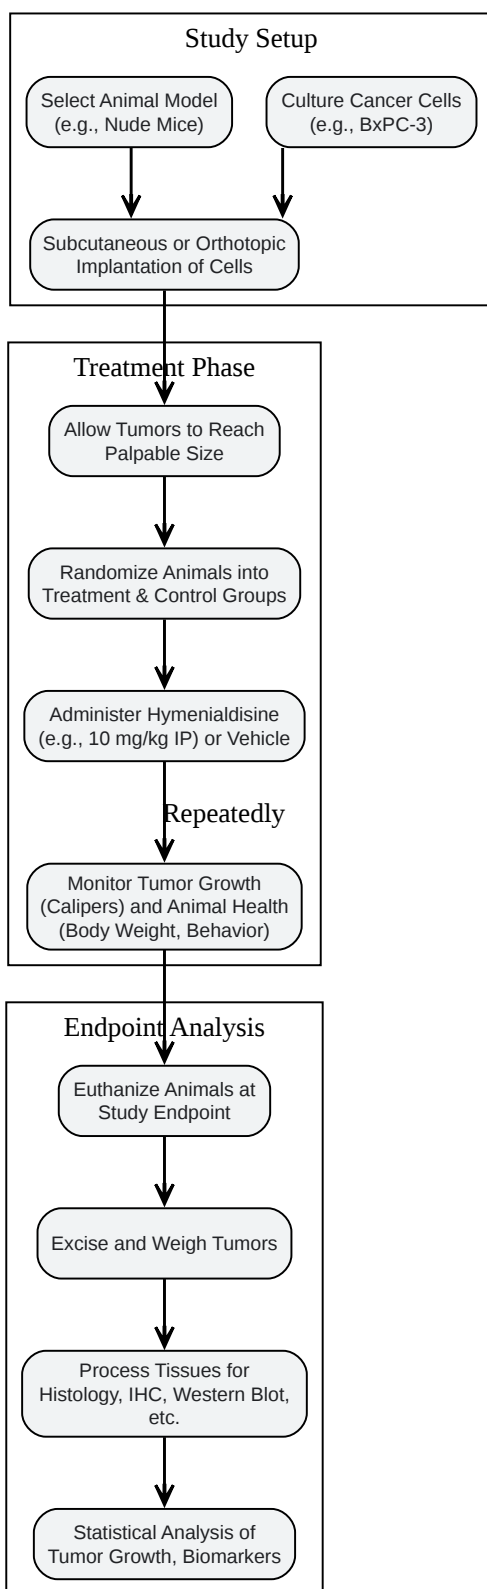 Study Setup
Select Animal Model
(e.g., Nude Mice)
Culture Cancer Cells
(e.g., BxPC-3)
Subcutaneous or Orthotopic
Implantation of Cells
Treatment Phase
Allow Tumors to Reach
Palpable Size
Randomize Animals into
Treatment & Control Groups
Administer Hymenialdisine
(e.g., 10 mg/kg IP) or Vehicle
Repeatedly
Monitor Tumor Growth
(Calipers) and Animal Health
(Body Weight, Behavior)
Endpoint Analysis
Euthanize Animals at
Study Endpoint
Excise and Weigh Tumors
Process Tissues for
Histology, IHC, Western Blot,
etc.
Statistical Analysis of
Tumor Growth, Biomarkers